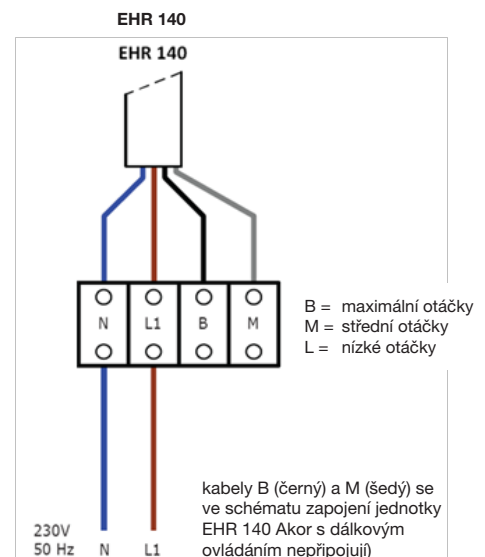 EHR 140
EHR 140
N L1 B M
B = maximální otáčky
M = střední otáčky
L = nízké otáčky
kabely B (černý) a M (šedý) se
ve schématu zapojení jednotky
EHR 140 Akor s dálkovým
ovládáním nepřipojují)
230V
50 Hz N L1